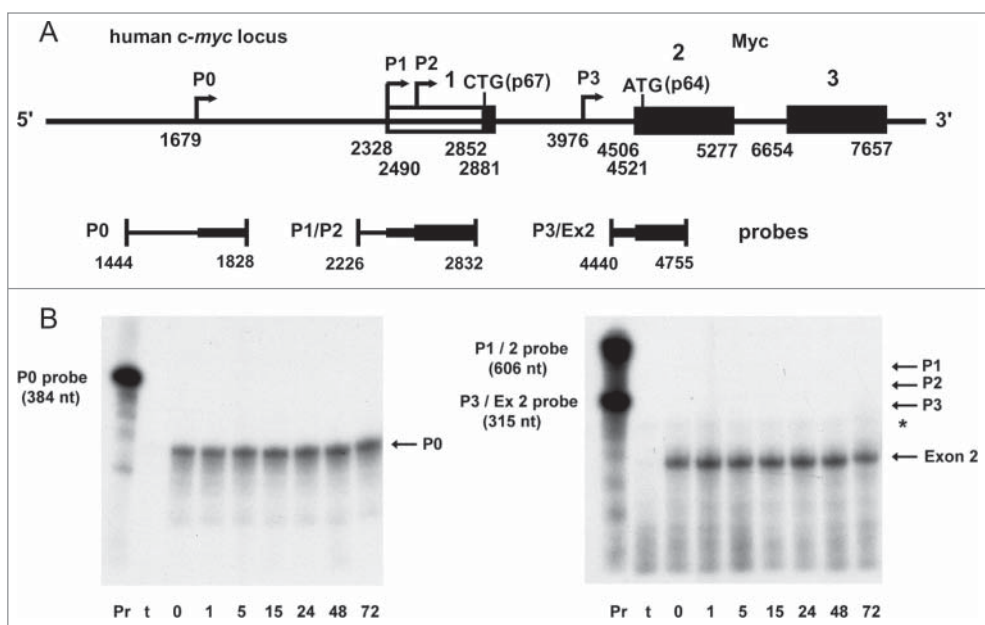 A
human c-myc locus
Myc
P0
P1 P2
1
CTG(p67)
P3
2
ATG(p64)
3
5'
3'
1679
2328
2852
3976
4506
5277
6654
7657
2490
2881
4521
P0
P1/P2
P3/Ex2
probes
1444
1828
2226
2832
4440
4755
B
P0 probe
(384 nt)
P0
P1 / 2 probe
(606 nt)
P3 / Ex 2 probe
(315 nt)
P1
P2
P3
*
Exon 2
Pr t 0 1 5 15 24 48 72
Pr t 0 1 5 15 24 48 72